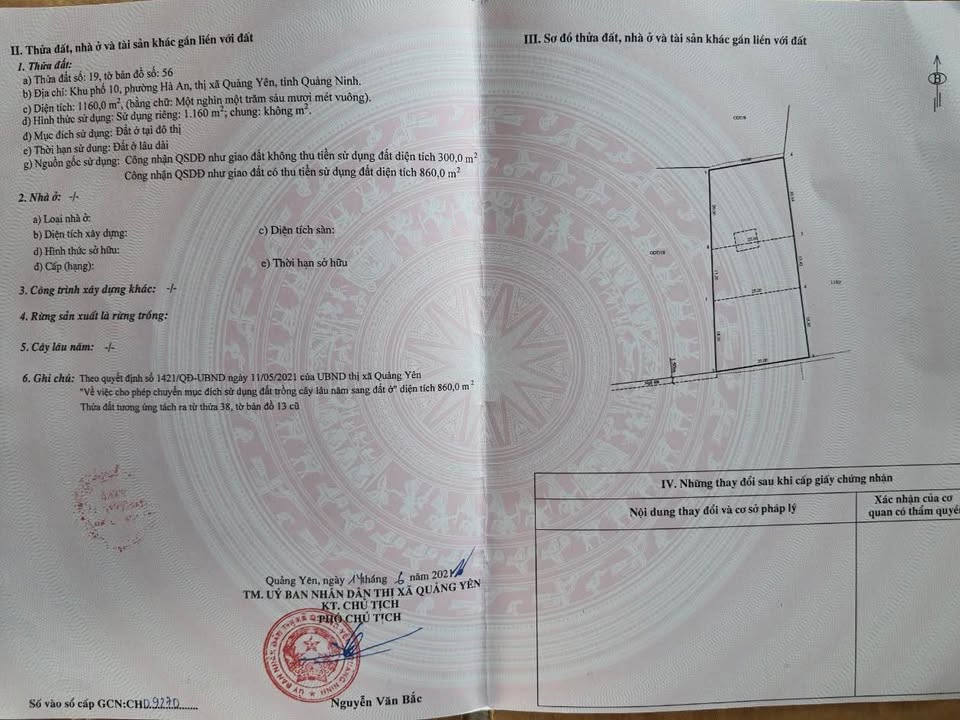 II. Thửa đất, nhà ở và tài sản khác gắn liền với đất
1. Thửa đất:
a) Thửa đất số: 19, tờ bản đồ số: 56
b) Địa chỉ: Khu phố 10, phường Hà An, thị xã Quảng Yên, tỉnh Quảng Ninh.
c) Diện tích: 1160,0 m², (bằng chữ: Một nghìn một trăm sáu mươi mét vuông).
d) Hình thức sử dụng: Sử dụng riêng: 1.160 m²; chung: không m².
đ) Mục đích sử dụng: Đất ở tại đô thị
e) Thời hạn sử dụng: Đất ở lâu dài
g) Nguồn gốc sử dụng: Công nhận QSDĐ như giao đất không thu tiền sử dụng đất diện tích 300,0 m²
Công nhận QSDĐ như giao đất có thu tiền sử dụng đất diện tích 860,0 m²
2. Nhà ở: -/-
a) Loại nhà ở:
b) Diện tích xây dựng:
c) Diện tích sàn:
d) Hình thức sở hữu:
đ) Cấp (hạng):
e) Thời hạn sở hữu
3. Công trình xây dựng khác: -/-
4. Rừng sản xuất là rừng trồng:
5. Cây lâu năm: -/-
6. Ghi chú: Theo quyết định số 1421/QĐ-UBND ngày 11/05/2021 của UBND thị xã Quảng Yên
"Về việc cho phép chuyển mục đích sử dụng đất trồng cây lâu năm sang đất ở" diện tích 860,0 m²
Thửa đất tương ứng tách ra từ thửa 38, tờ bản đồ 13 cũ
Quảng Yên, ngày 14 tháng 6 năm 2021
TM. UỶ BAN NHÂN DÂN THỊ XÃ QUẢNG YÊN
KT. CHỦ TỊCH
PHÓ CHỦ TỊCH
Nguyễn Văn Bắc
Số vào sổ cấp GCN:CH09270
III. Sơ đồ thửa đất, nhà ở và tài sản khác gắn liền với đất
B
IV. Những thay đổi sau khi cấp giấy chứng nhận
Nội dung thay đổi và cơ sở pháp lý
Xác nhận của cơ
quan có thẩm quyề